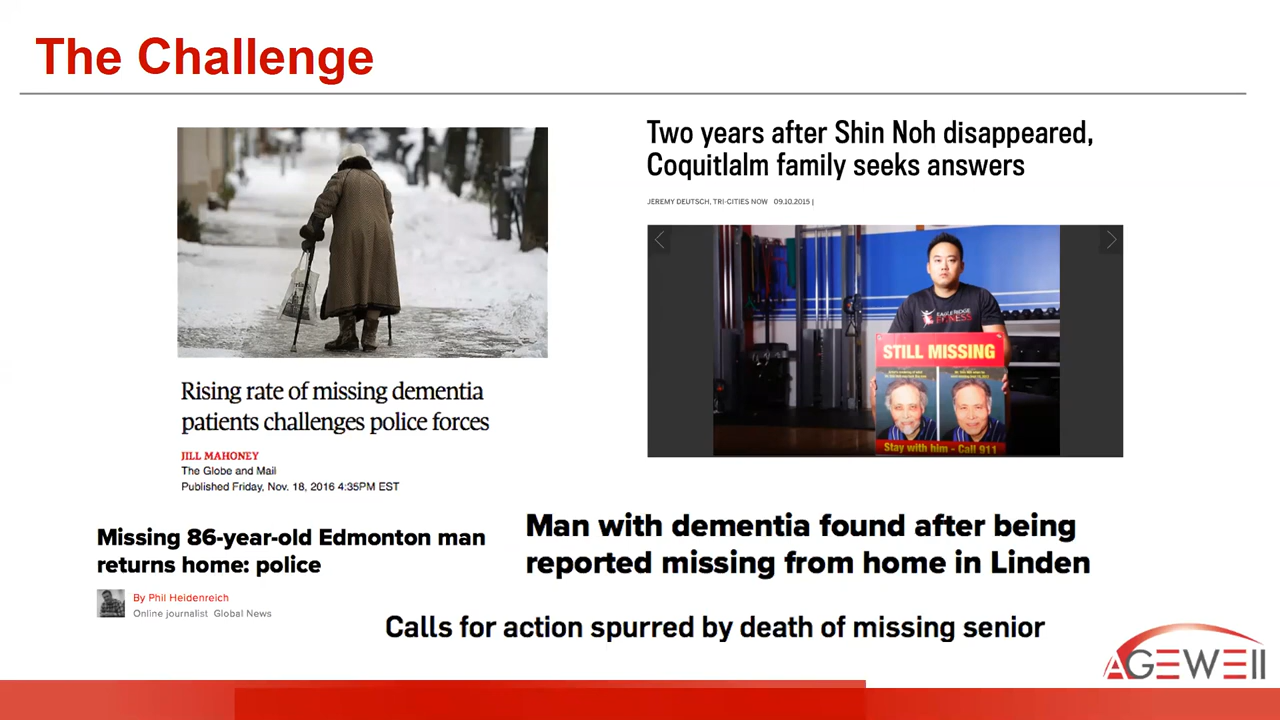 The Challenge
Two years after Shin Noh disappeared,
Coquitlalm family seeks answers
JEREMY DEUTSCH, TRI-CITIES NOW 09.10.2015 |
EAGLE RIDGE
FITNESS
STILL MISSING
Stay with him - Call 911
Rising rate of missing dementia
patients challenges police forces
JILL MAHONEY
The Globe and Mail
Published Friday, Nov. 18, 2016 4:35PM EST
Missing 86-year-old Edmonton man
returns home: police
By Phil Heidenreich
Online journalist Global News
Man with dementia found after being
reported missing from home in Linden
Calls for action spurred by death of missing senior
AGEWEll